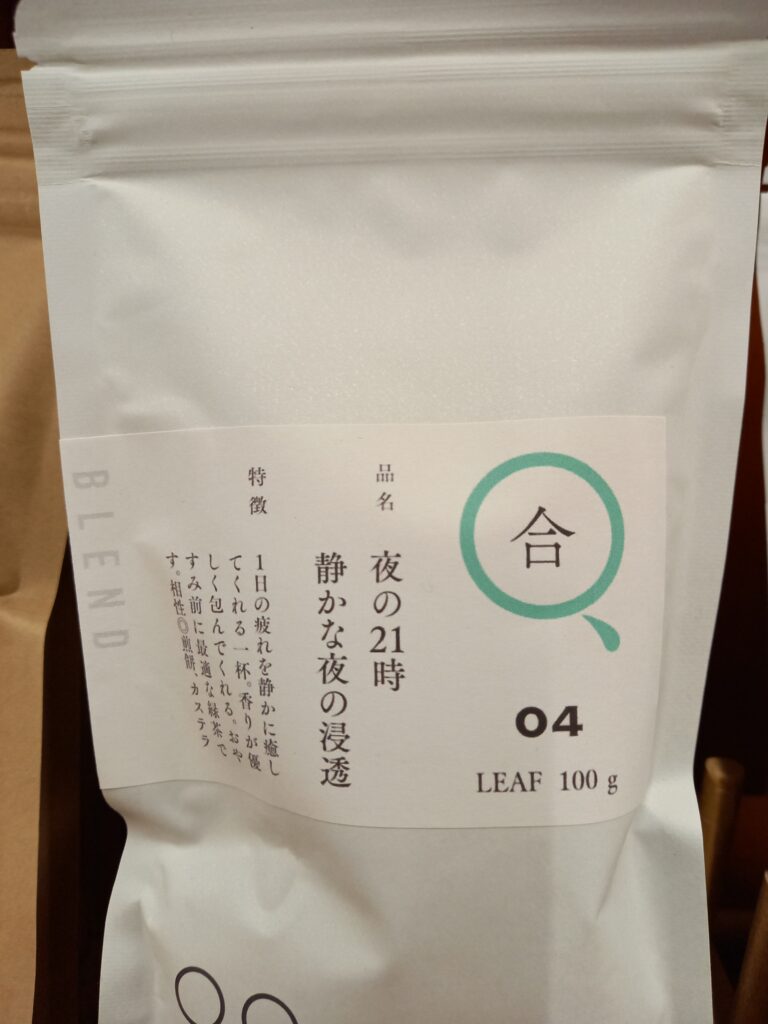 合
04
LEAF 100 g
品名
夜の21時
静かな夜の浸透
特徴
1日の疲れを静かに癒し
てくれる一杯。香りが優
しく包んでくれる。おや
すみ前に最適な緑茶で
す。相性◎煎餅、カステラ
BLEND